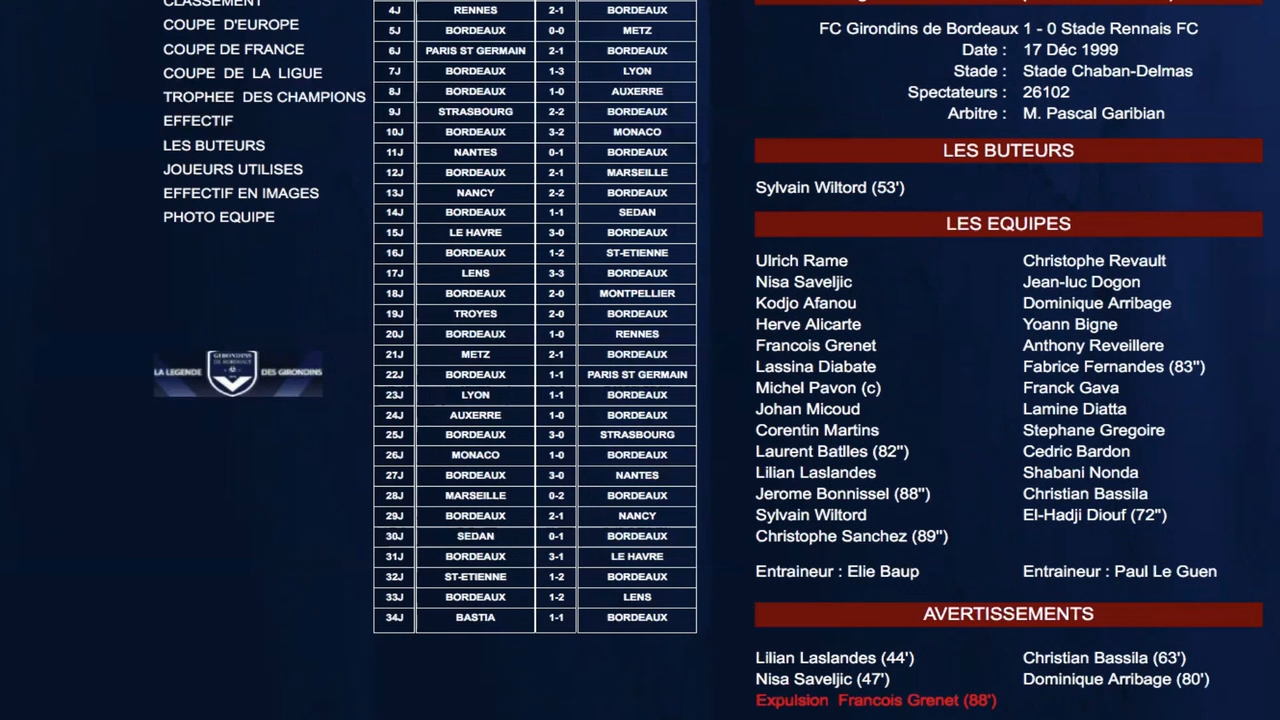 CLASSEMENT
COUPE D'EUROPE
COUPE DE FRANCE
COUPE DE LA LIGUE
TROPHEE DES CHAMPIONS
EFFECTIF
LES BUTEURS
JOUEURS UTILISES
EFFECTIF EN IMAGES
PHOTO EQUIPE
LA LEGENDE GIRONDINS DE BORDEAUX DES GIRONDINS
4J RENNES 2-1 BORDEAUX
5J BORDEAUX 0-0 METZ
6J PARIS ST GERMAIN 2-1 BORDEAUX
7J BORDEAUX 1-3 LYON
8J BORDEAUX 1-0 AUXERRE
9J STRASBOURG 2-2 BORDEAUX
10J BORDEAUX 3-2 MONACO
11J NANTES 0-1 BORDEAUX
12J BORDEAUX 2-1 MARSEILLE
13J NANCY 2-2 BORDEAUX
14J BORDEAUX 1-1 SEDAN
15J LE HAVRE 3-0 BORDEAUX
16J BORDEAUX 1-2 ST-ETIENNE
17J LENS 3-3 BORDEAUX
18J BORDEAUX 2-0 MONTPELLIER
19J TROYES 2-0 BORDEAUX
20J BORDEAUX 1-0 RENNES
21J METZ 2-1 BORDEAUX
22J BORDEAUX 1-1 PARIS ST GERMAIN
23J LYON 1-1 BORDEAUX
24J AUXERRE 1-0 BORDEAUX
25J BORDEAUX 3-0 STRASBOURG
26J MONACO 1-0 BORDEAUX
27J BORDEAUX 3-0 NANTES
28J MARSEILLE 0-2 BORDEAUX
29J BORDEAUX 2-1 NANCY
30J SEDAN 0-1 BORDEAUX
31J BORDEAUX 3-1 LE HAVRE
32J ST-ETIENNE 1-2 BORDEAUX
33J BORDEAUX 1-2 LENS
34J BASTIA 1-1 BORDEAUX
FC Girondins de Bordeaux 1 - 0 Stade Rennais FC
Date : 17 Déc 1999
Stade : Stade Chaban-Delmas
Spectateurs : 26102
Arbitre : M. Pascal Garibian
LES BUTEURS
Sylvain Wiltord (53')
LES EQUIPES
Ulrich Rame Christophe Revault
Nisa Saveljic Jean-luc Dogon
Kodjo Afanou Dominique Arribage
Herve Alicarte Yoann Bigne
Francois Grenet Anthony Reveillere
Lassina Diabate Fabrice Fernandes (83'')
Michel Pavon (c) Franck Gava
Johan Micoud Lamine Diatta
Corentin Martins Stephane Gregoire
Laurent Batlles (82'') Cedric Bardon
Lilian Laslandes Shabani Nonda
Jerome Bonnissel (88'') Christian Bassila
Sylvain Wiltord El-Hadji Diouf (72'')
Christophe Sanchez (89'')
Entraineur : Elie Baup Entraineur : Paul Le Guen
AVERTISSEMENTS
Lilian Laslandes (44') Christian Bassila (63')
Nisa Saveljic (47') Dominique Arribage (80')
Expulsion Francois Grenet (88')